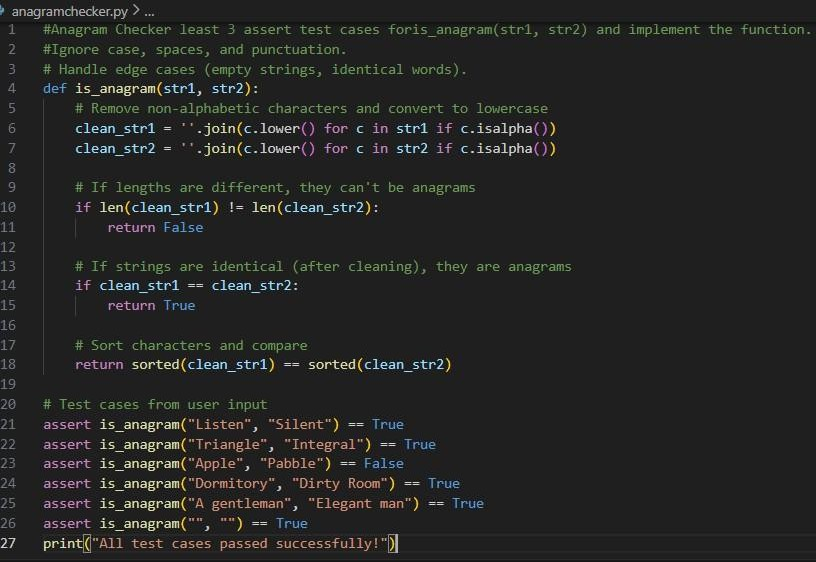 anagramchecker.py > ...
1 #Anagram Checker least 3 assert test cases foris_anagram(str1, str2) and implement the function.
2 #Ignore case, spaces, and punctuation.
3 # Handle edge cases (empty strings, identical words).
4 def is_anagram(str1, str2):
5     # Remove non-alphabetic characters and convert to lowercase
6     clean_str1 = ''.join(c.lower() for c in str1 if c.isalpha())
7     clean_str2 = ''.join(c.lower() for c in str2 if c.isalpha())
8
9     # If lengths are different, they can't be anagrams
10     if len(clean_str1) != len(clean_str2):
11         return False
12
13     # If strings are identical (after cleaning), they are anagrams
14     if clean_str1 == clean_str2:
15         return True
16
17     # Sort characters and compare
18     return sorted(clean_str1) == sorted(clean_str2)
19
20 # Test cases from user input
21 assert is_anagram("Listen", "Silent") == True
22 assert is_anagram("Triangle", "Integral") == True
23 assert is_anagram("Apple", "Pabble") == False
24 assert is_anagram("Dormitory", "Dirty Room") == True
25 assert is_anagram("A gentleman", "Elegant man") == True
26 assert is_anagram("", "") == True
27 print("All test cases passed successfully!")